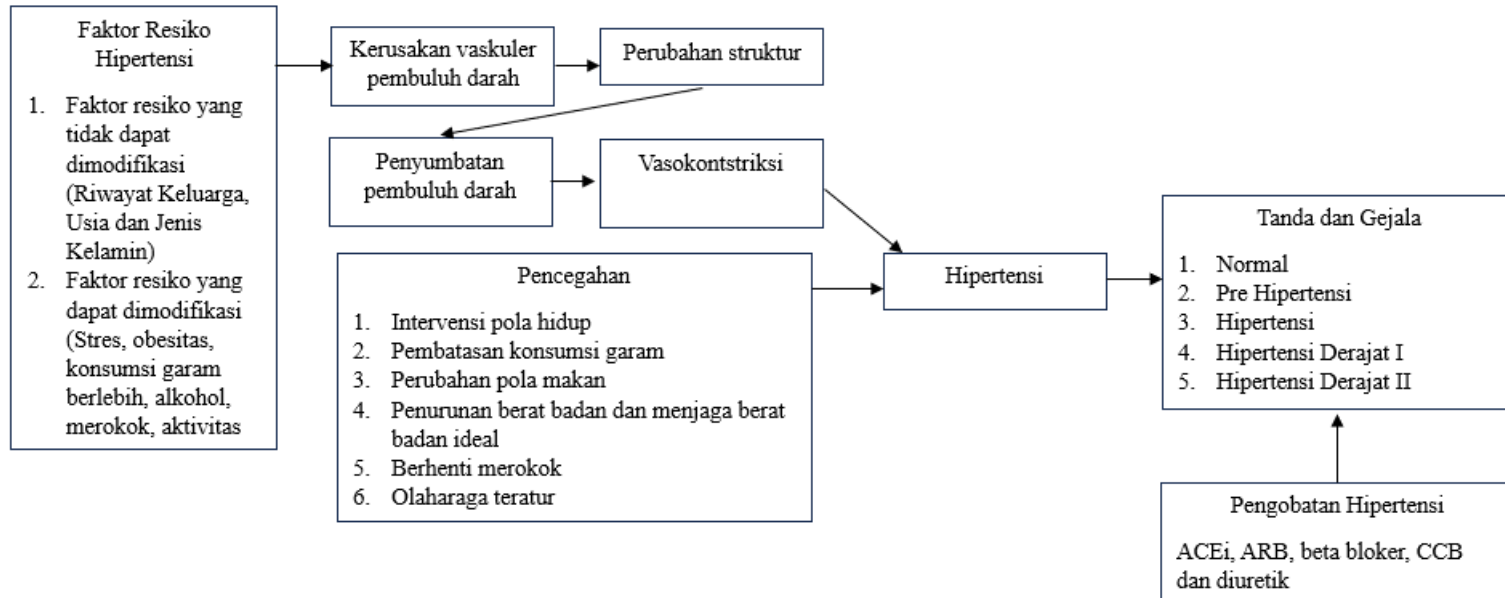 Faktor Resiko
Hipertensi
1. Faktor resiko yang
tidak dapat
dimodifikasi
(Riwayat Keluarga,
Usia dan Jenis
Kelamin)
2. Faktor resiko yang
dapat dimodifikasi
(Stres, obesitas,
konsumsi garam
berlebih, alkohol,
merokok, aktivitas
Kerusakan vaskuler
pembuluh darah
Perubahan struktur
Penyumbatan
pembuluh darah
Vasokontstriksi
Pencegahan
1. Intervensi pola hidup
2. Pembatasan konsumsi garam
3. Perubahan pola makan
4. Penurunan berat badan dan menjaga berat
badan ideal
5. Berhenti merokok
6. Olaharaga teratur
Hipertensi
Tanda dan Gejala
1. Normal
2. Pre Hipertensi
3. Hipertensi
4. Hipertensi Derajat I
5. Hipertensi Derajat II
Pengobatan Hipertensi
ACEi, ARB, beta bloker, CCB
dan diuretik